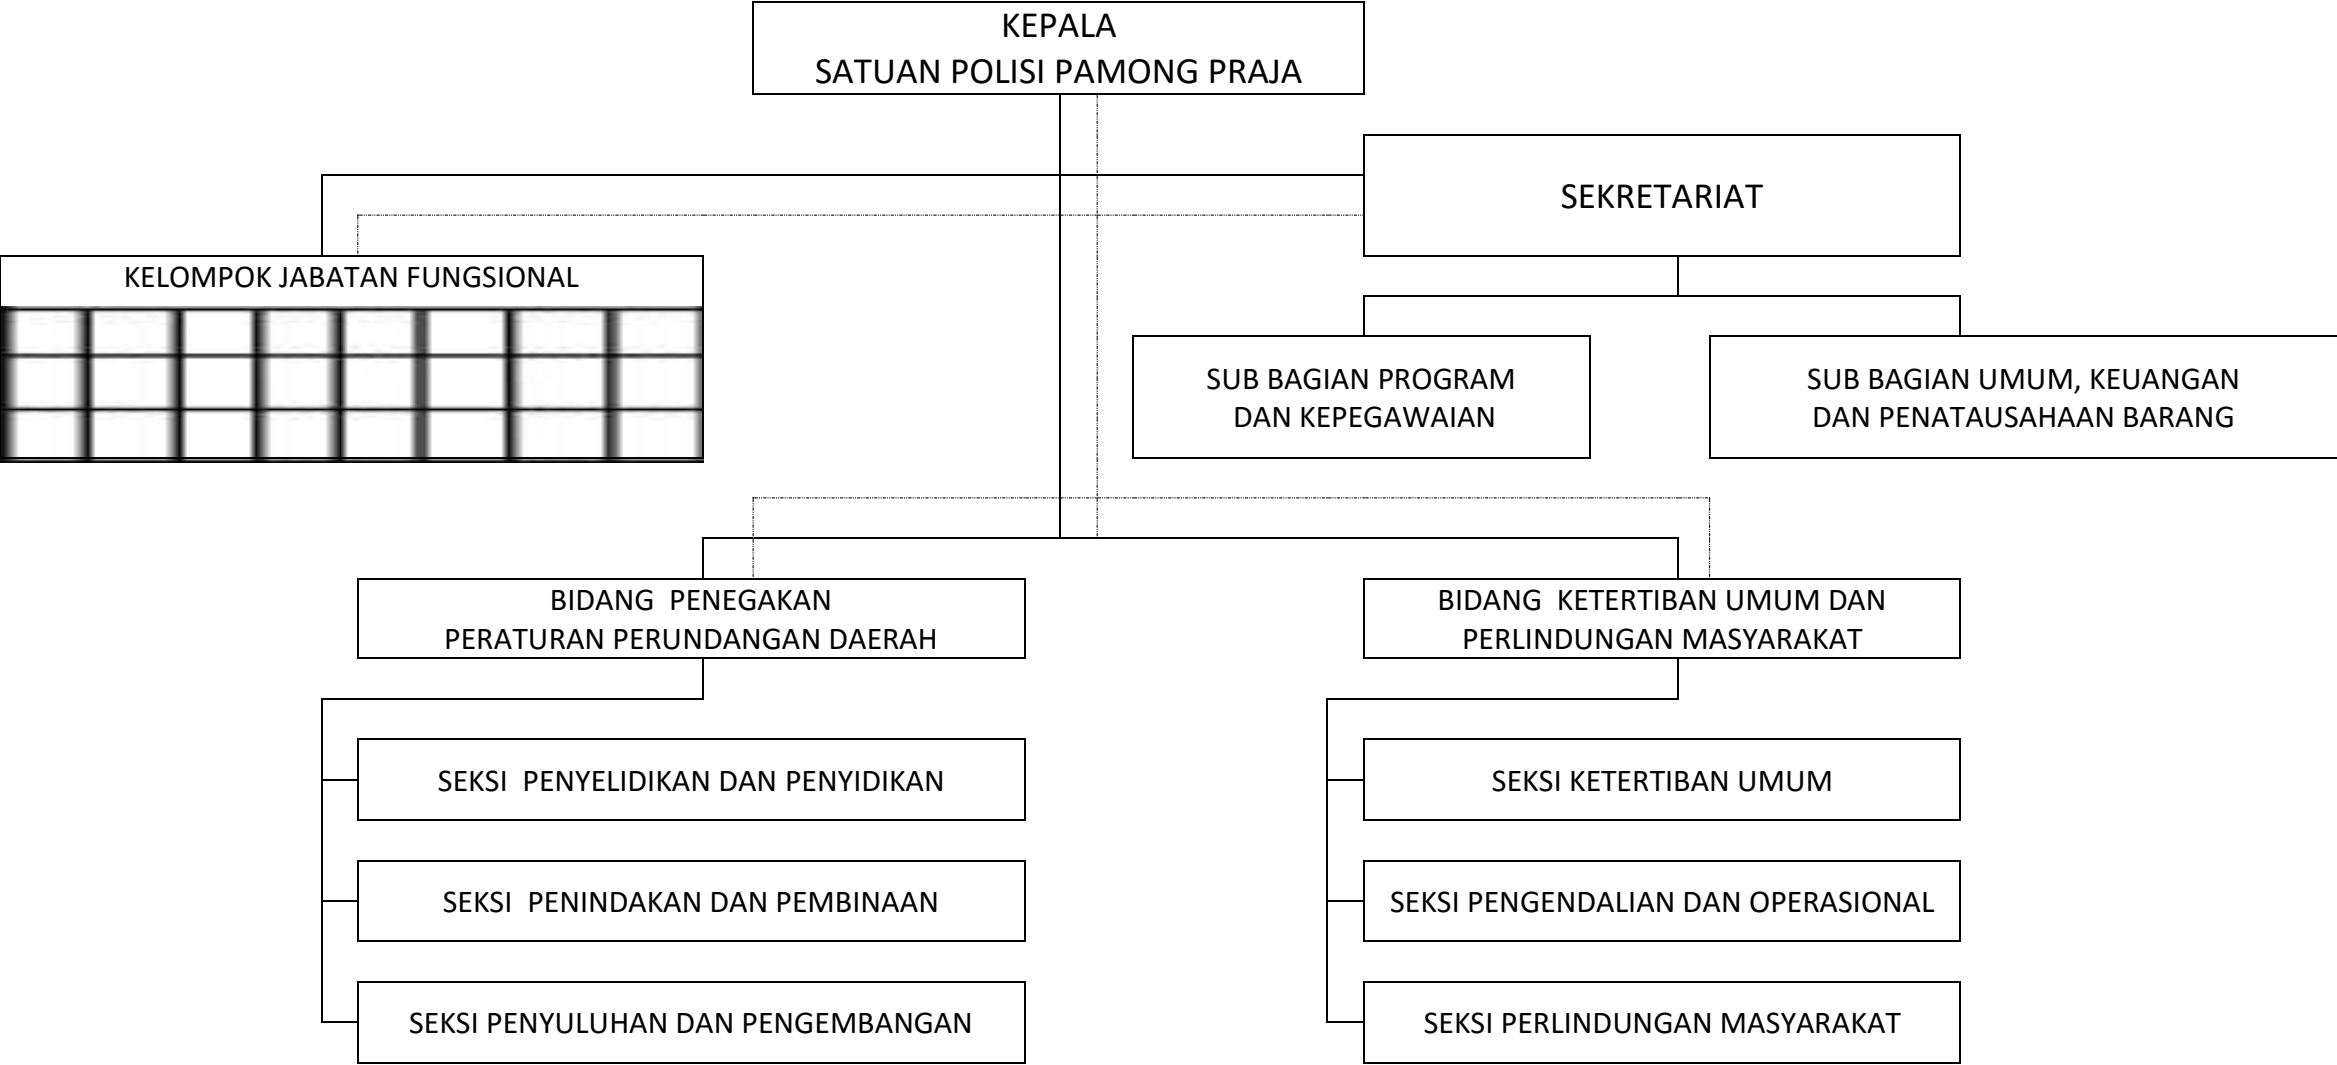 KEPALA
SATUAN POLISI PAMONG PRAJA
SEKRETARIAT
KELOMPOK JABATAN FUNGSIONAL
SUB BAGIAN PROGRAM
DAN KEPEGAWAIAN
SUB BAGIAN UMUM, KEUANGAN
DAN PENATAUSAHAAN BARANG
BIDANG PENEGAKAN
PERATURAN PERUNDANGAN DAERAH
SEKSI PENYELIDIKAN DAN PENYIDIKAN
SEKSI PENINDAKAN DAN PEMBINAAN
SEKSI PENYULUHAN DAN PENGEMBANGAN
BIDANG KETERTIBAN UMUM DAN
PERLINDUNGAN MASYARAKAT
SEKSI KETERTIBAN UMUM
SEKSI PENGENDALIAN DAN OPERASIONAL
SEKSI PERLINDUNGAN MASYARAKAT